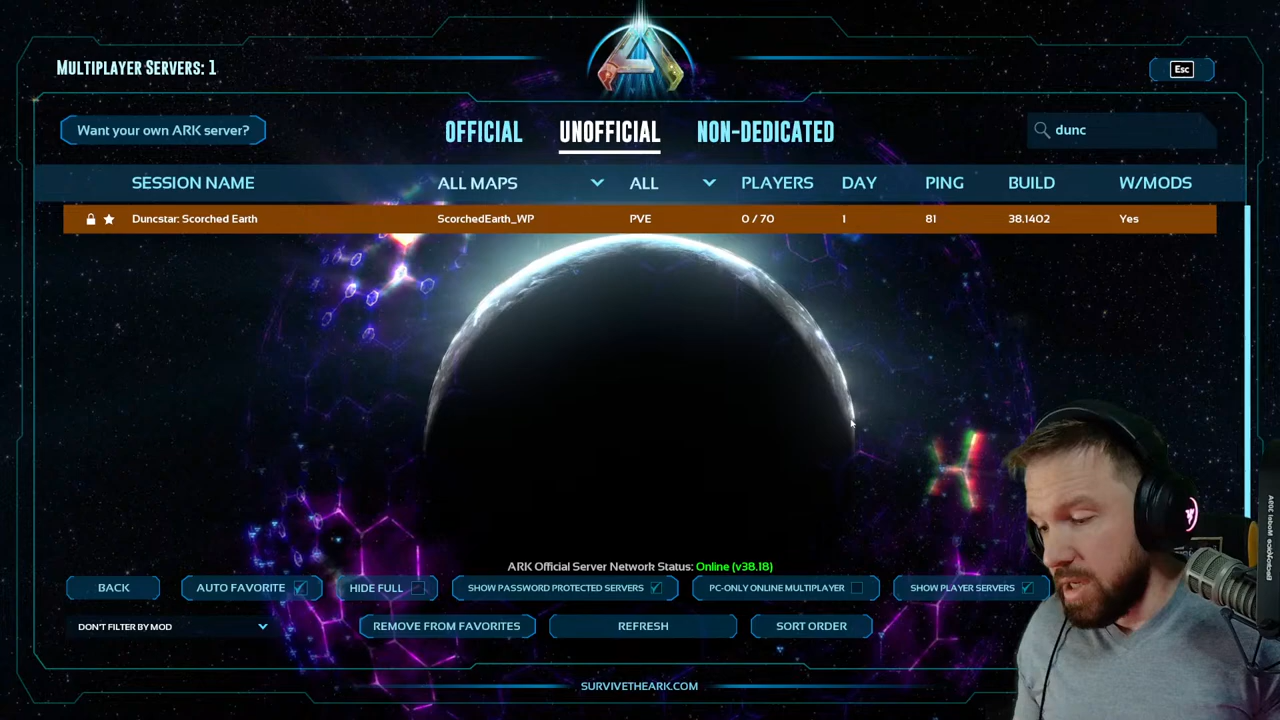 MULTIPLAYER SERVERS: 1
Esc
Want your own ARK server?
OFFICIAL UNOFFICIAL NON-DEDICATED
dunc
SESSION NAME ALL MAPS ALL PLAYERS DAY PING BUILD W/MODS
Duncstar: Scorched Earth ScorchedEarth_WP PVE 0 / 70 1 81 38.1402 Yes
ARK Official Server Network Status: Online (v38.18)
BACK AUTO FAVORITE HIDE FULL SHOW PASSWORD PROTECTED SERVERS PC-ONLY ONLINE MULTIPLAYER SHOW PLAYER SERVERS
DON'T FILTER BY MOD REMOVE FROM FAVORITES REFRESH SORT ORDER
SURVIVETHEARK.COM